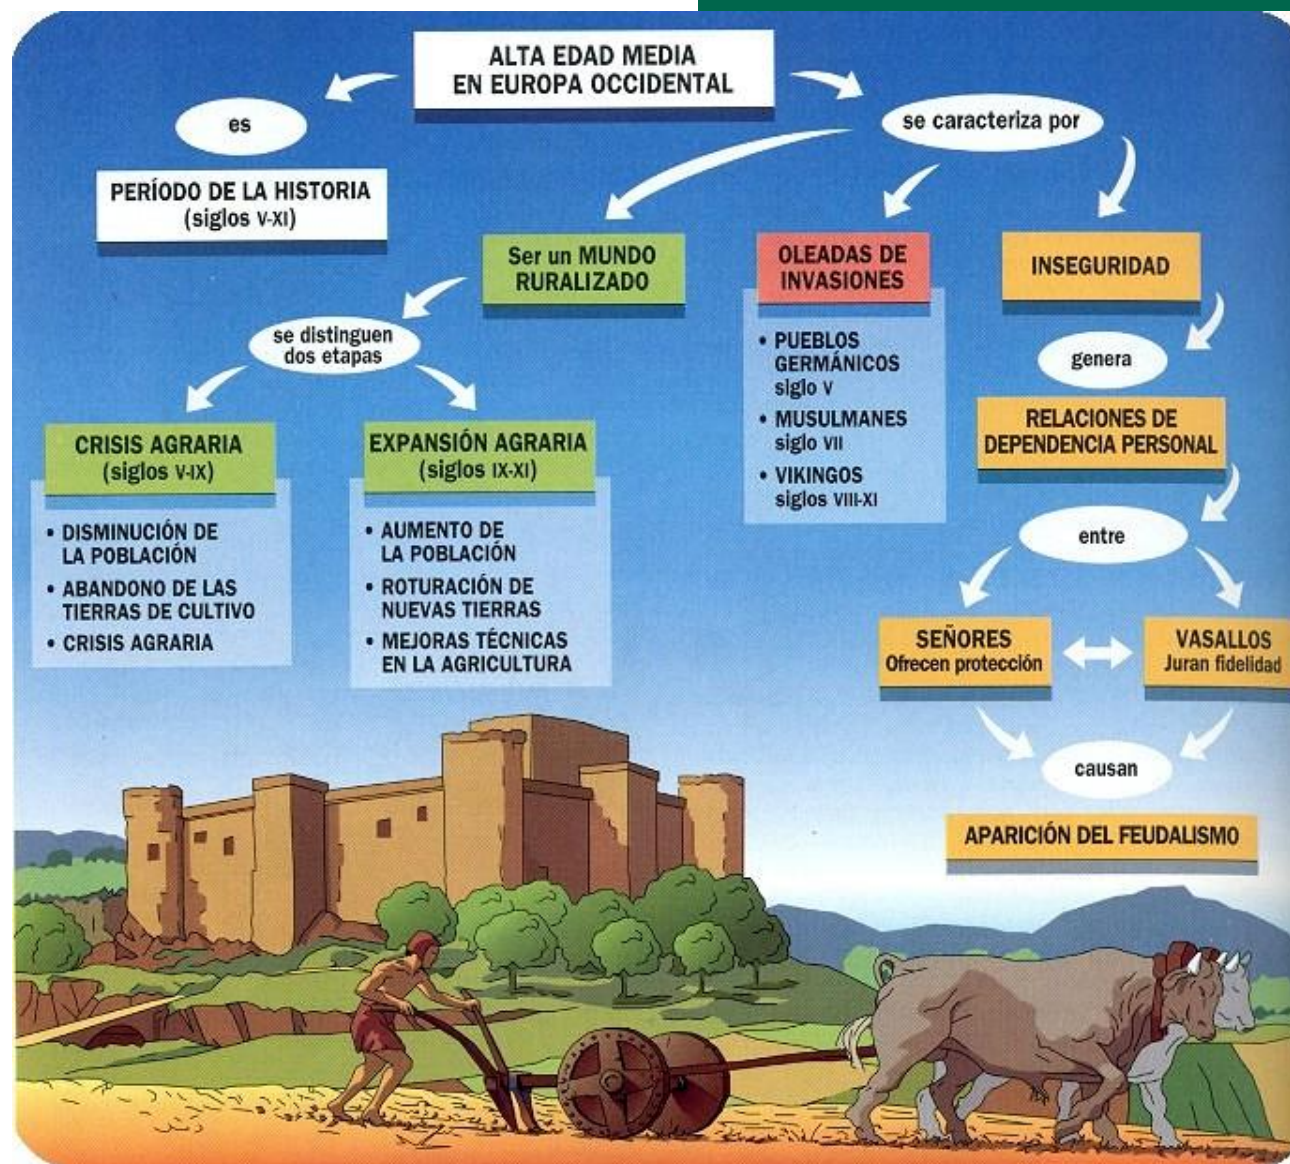 ALTA EDAD MEDIA
EN EUROPA OCCIDENTAL
es
PERÍODO DE LA HISTORIA
(siglos V-XI)
se caracteriza por
Ser un MUNDO
RURALIZADO
se distinguen
dos etapas
CRISIS AGRARIA
(siglos V-IX)
• DISMINUCIÓN DE
LA POBLACIÓN
• ABANDONO DE LAS
TIERRAS DE CULTIVO
• CRISIS AGRARIA
EXPANSIÓN AGRARIA
(siglos IX-XI)
• AUMENTO DE
LA POBLACIÓN
• ROTURACIÓN DE
NUEVAS TIERRAS
• MEJORAS TÉCNICAS
EN LA AGRICULTURA
OLEADAS DE
INVASIONES
• PUEBLOS
GERMÁNICOS
siglo V
• MUSULMANES
siglo VII
• VIKINGOS
siglos VIII-XI
INSEGURIDAD
genera
RELACIONES DE
DEPENDENCIA PERSONAL
entre
SEÑORES
Ofrecen protección
VASALLOS
Juran fidelidad
causan
APARICIÓN DEL FEUDALISMO